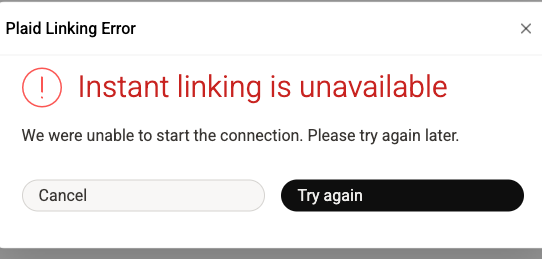 Plaid Linking Error
Instant linking is unavailable
We were unable to start the connection. Please try again later.
Cancel
Try again